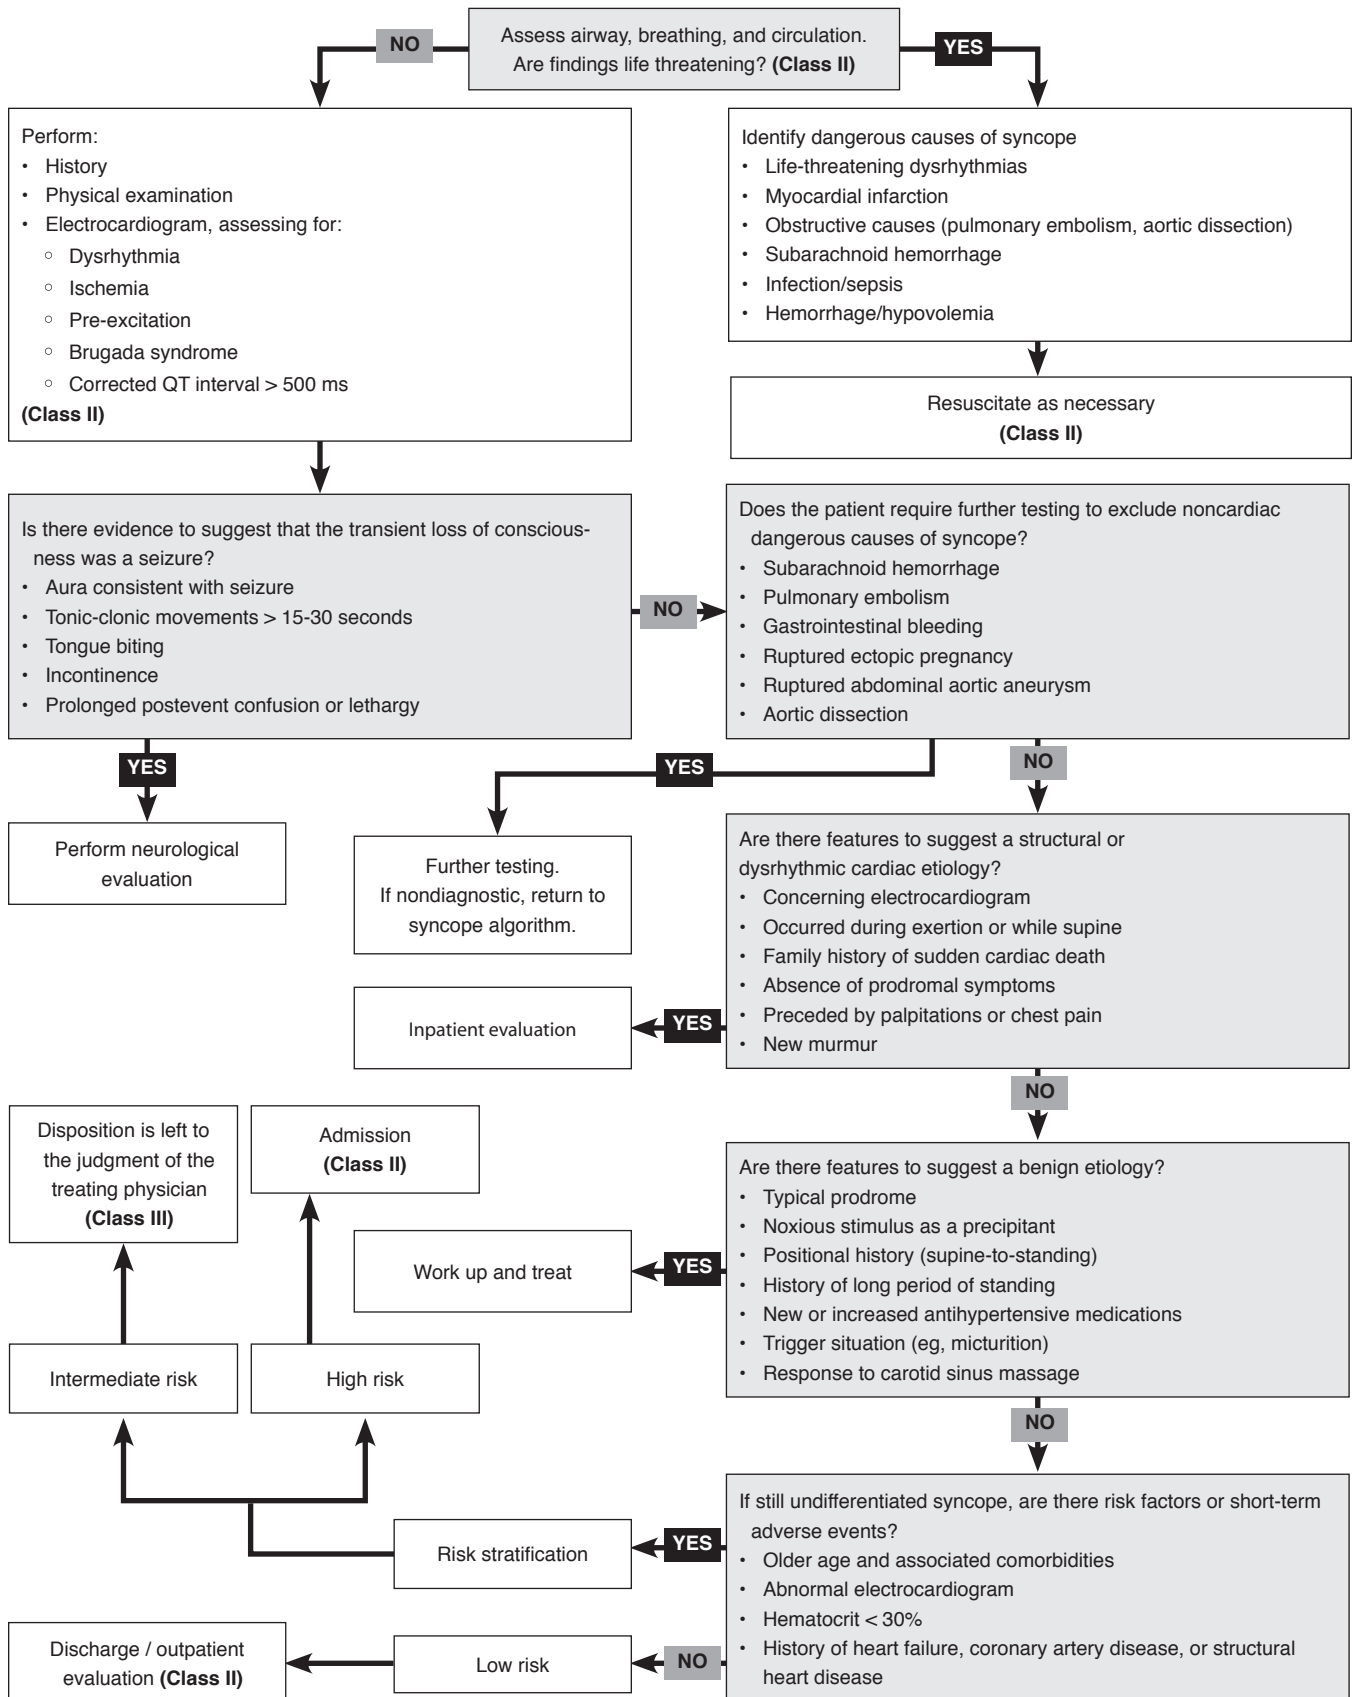 Assess airway, breathing, and circulation.
Are findings life threatening? (Class II)
NO
YES
Perform:
• History
• Physical examination
• Electrocardiogram, assessing for:
○ Dysrhythmia
○ Ischemia
○ Pre-excitation
○ Brugada syndrome
○ Corrected QT interval > 500 ms
(Class II)
Identify dangerous causes of syncope
• Life-threatening dysrhythmias
• Myocardial infarction
• Obstructive causes (pulmonary embolism, aortic dissection)
• Subarachnoid hemorrhage
• Infection/sepsis
• Hemorrhage/hypovolemia
Resuscitate as necessary
(Class II)
Is there evidence to suggest that the transient loss of conscious-
ness was a seizure?
• Aura consistent with seizure
• Tonic-clonic movements > 15-30 seconds
• Tongue biting
• Incontinence
• Prolonged postevent confusion or lethargy
NO
Does the patient require further testing to exclude noncardiac
dangerous causes of syncope?
• Subarachnoid hemorrhage
• Pulmonary embolism
• Gastrointestinal bleeding
• Ruptured ectopic pregnancy
• Ruptured abdominal aortic aneurysm
• Aortic dissection
YES
YES
NO
Perform neurological
evaluation
Further testing.
If nondiagnostic, return to
syncope algorithm.
Are there features to suggest a structural or
dysrhythmic cardiac etiology?
• Concerning electrocardiogram
• Occurred during exertion or while supine
• Family history of sudden cardiac death
• Absence of prodromal symptoms
• Preceded by palpitations or chest pain
• New murmur
YES
Inpatient evaluation
NO
Disposition is left to
the judgment of the
treating physician
(Class III)
Admission
(Class II)
Are there features to suggest a benign etiology?
• Typical prodrome
• Noxious stimulus as a precipitant
• Positional history (supine-to-standing)
• History of long period of standing
• New or increased antihypertensive medications
• Trigger situation (eg, micturition)
• Response to carotid sinus massage
YES
Work up and treat
Intermediate risk
High risk
NO
If still undifferentiated syncope, are there risk factors or short-term
adverse events?
• Older age and associated comorbidities
• Abnormal electrocardiogram
• Hematocrit < 30%
• History of heart failure, coronary artery disease, or structural
heart disease
YES
Risk stratification
NO
Low risk
Discharge / outpatient
evaluation (Class II)